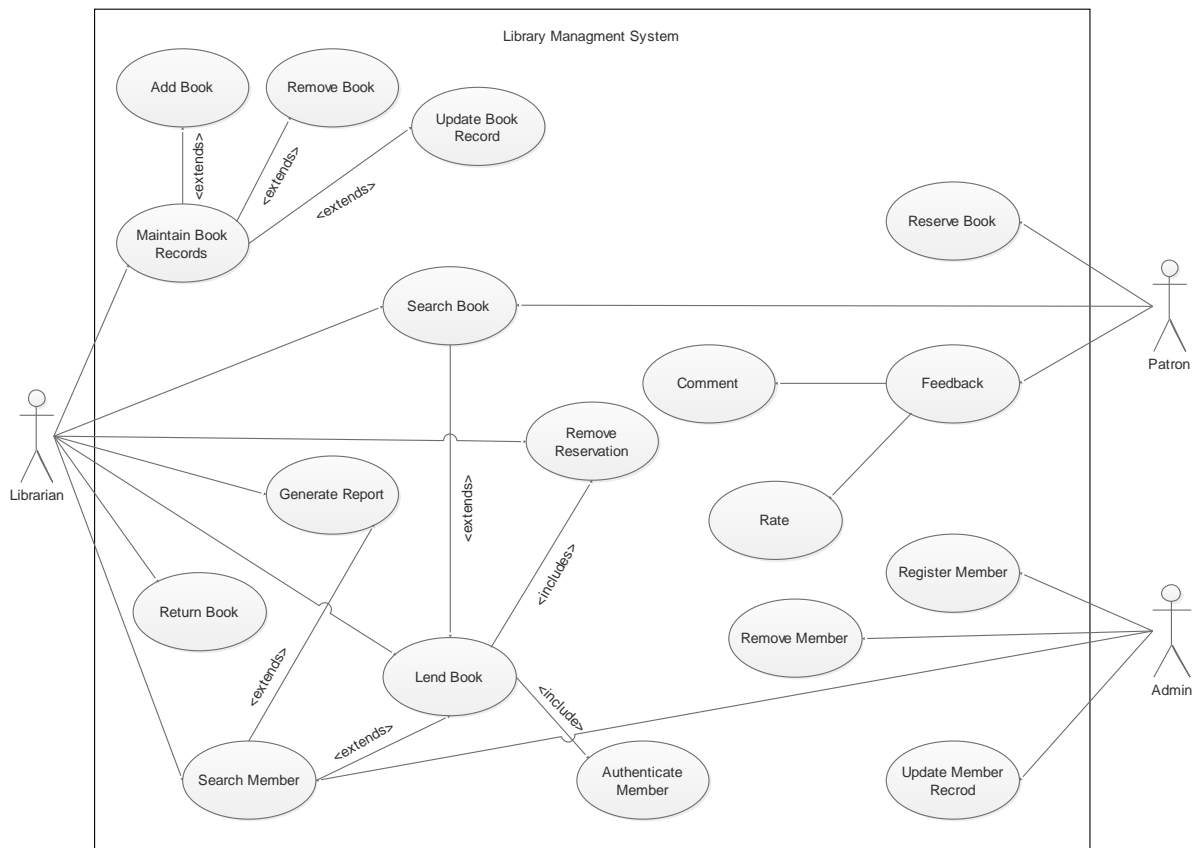 Library Managment System
Add Book
Remove Book
Update Book
Record
<extends>
<extends>
<extends>
Maintain Book
Records
Reserve Book
Search Book
Patron
Comment
Feedback
Librarian
Remove
Reservation
Generate Report
<extends>
Rate
<includes>
Register Member
Return Book
Remove Member
<extends>
Lend Book
<include>
Admin
<extends>
Search Member
Authenticate
Member
Update Member
Recrod